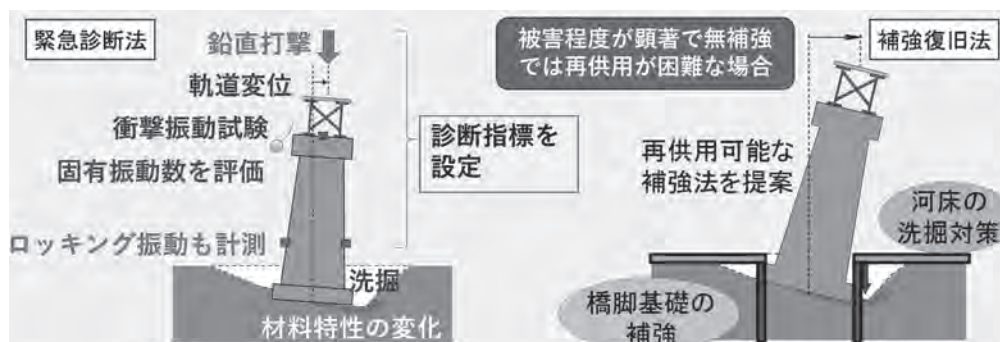 緊急診断法
鉛直打撃
軌道変位
衝撃振動試験
固有振動数を評価
ロッキング振動も計測
洗掘
材料特性の変化
診断指標を
設定
被害程度が顕著で無補強
では再供用が困難な場合
補強復旧法
再供用可能な
補強法を提案
河床の
洗掘対策
橋脚基礎の
補強